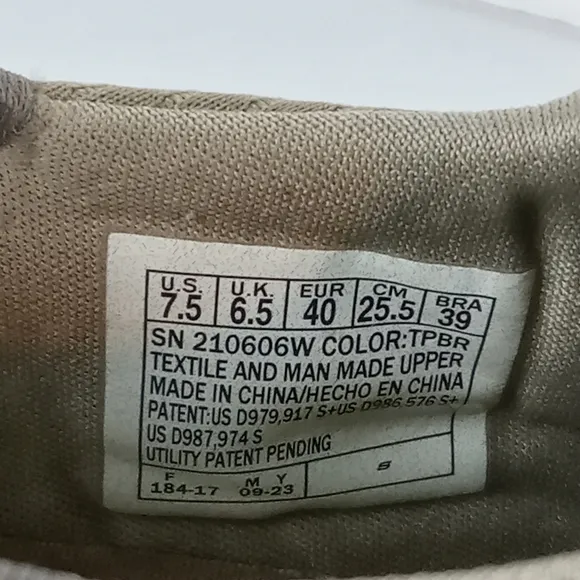 U.S. U.K. EUR CM BRA
7.5 6.5 40 25.5 39
SN 210606W COLOR:TPBR
TEXTILE AND MAN MADE UPPER
MADE IN CHINA/HECHO EN CHINA
PATENT:US D979,917 S+US D986,576 S+
US D987,974 S
UTILITY PATENT PENDING
F M Y
184-17 09-23 S